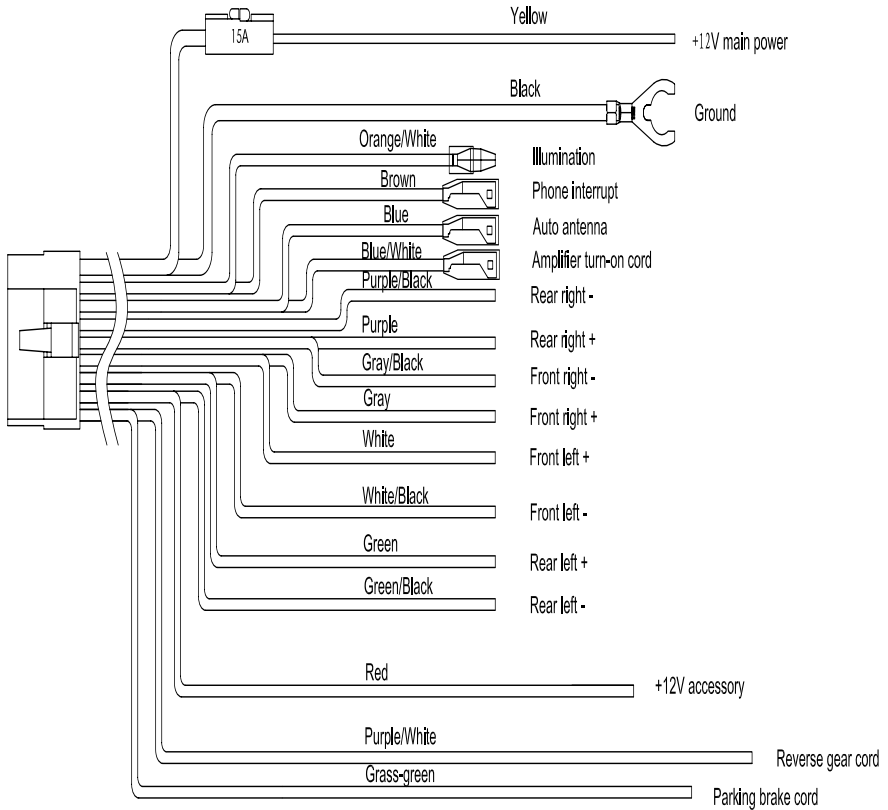 Yellow
15A
+12V main power
Black
Ground
Orange/White
Illumination
Brown
Phone interrupt
Blue
Auto antenna
Blue/White
Amplifier turn-on cord
Purple/Black
Rear right -
Purple
Rear right +
Gray/Black
Front right -
Gray
Front right +
White
Front left +
White/Black
Front left -
Green
Rear left +
Green/Black
Rear left -
Red
+12V accessory
Purple/White
Reverse gear cord
Grass-green
Parking brake cord